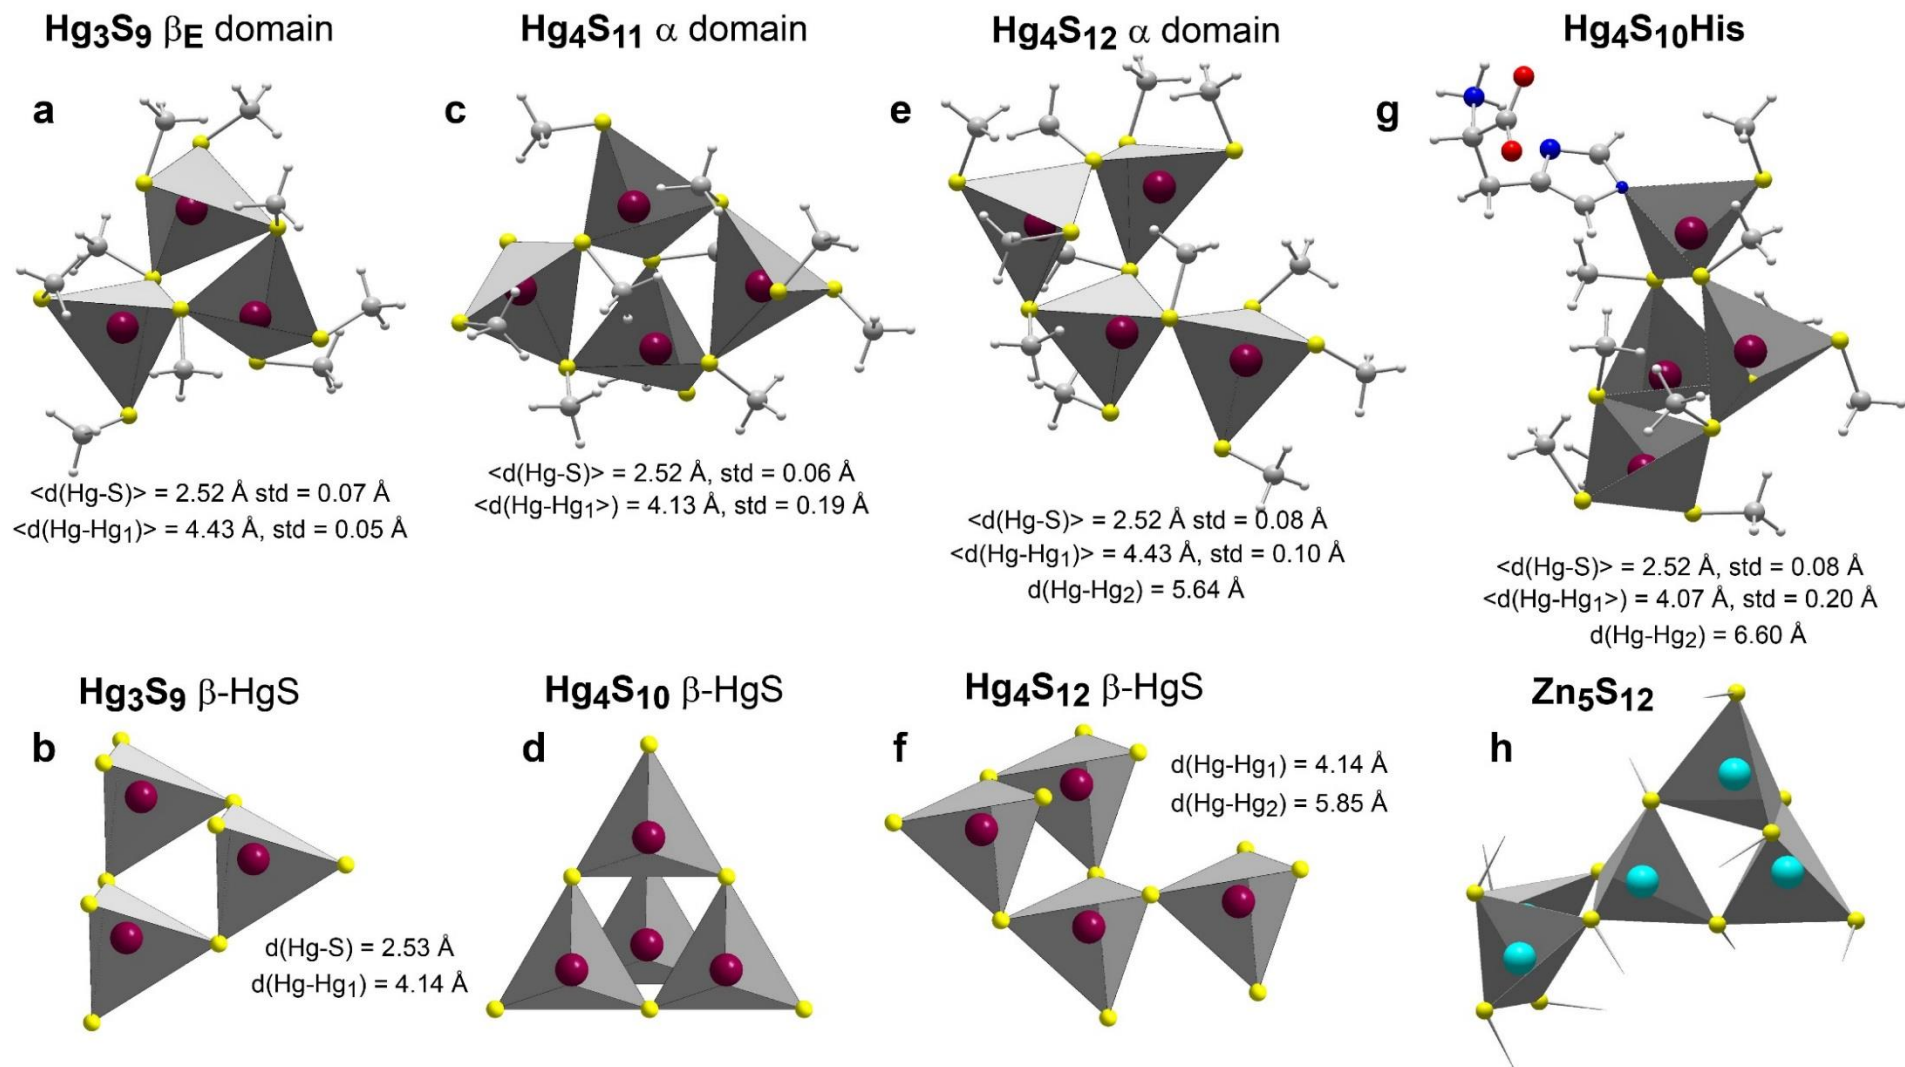 Hg3S9 βE domain
Hg4S11 α domain
Hg4S12 α domain
Hg4S10His
a
c
e
g
<d(Hg-S)> = 2.52 Å std = 0.07 Å
<d(Hg-Hg1)> = 4.43 Å, std = 0.05 Å
<d(Hg-S)> = 2.52 Å, std = 0.06 Å
<d(Hg-Hg1>) = 4.13 Å, std = 0.19 Å
<d(Hg-S)> = 2.52 Å std = 0.08 Å
<d(Hg-Hg1)> = 4.43 Å, std = 0.10 Å
d(Hg-Hg2) = 5.64 Å
<d(Hg-S)> = 2.52 Å, std = 0.08 Å
<d(Hg-Hg1>) = 4.07 Å, std = 0.20 Å
d(Hg-Hg2) = 6.60 Å
Hg3S9 β-HgS
Hg4S10 β-HgS
Hg4S12 β-HgS
Zn5S12
b
d
f
h
d(Hg-S) = 2.53 Å
d(Hg-Hg1) = 4.14 Å
d(Hg-Hg1) = 4.14 Å
d(Hg-Hg2) = 5.85 Å